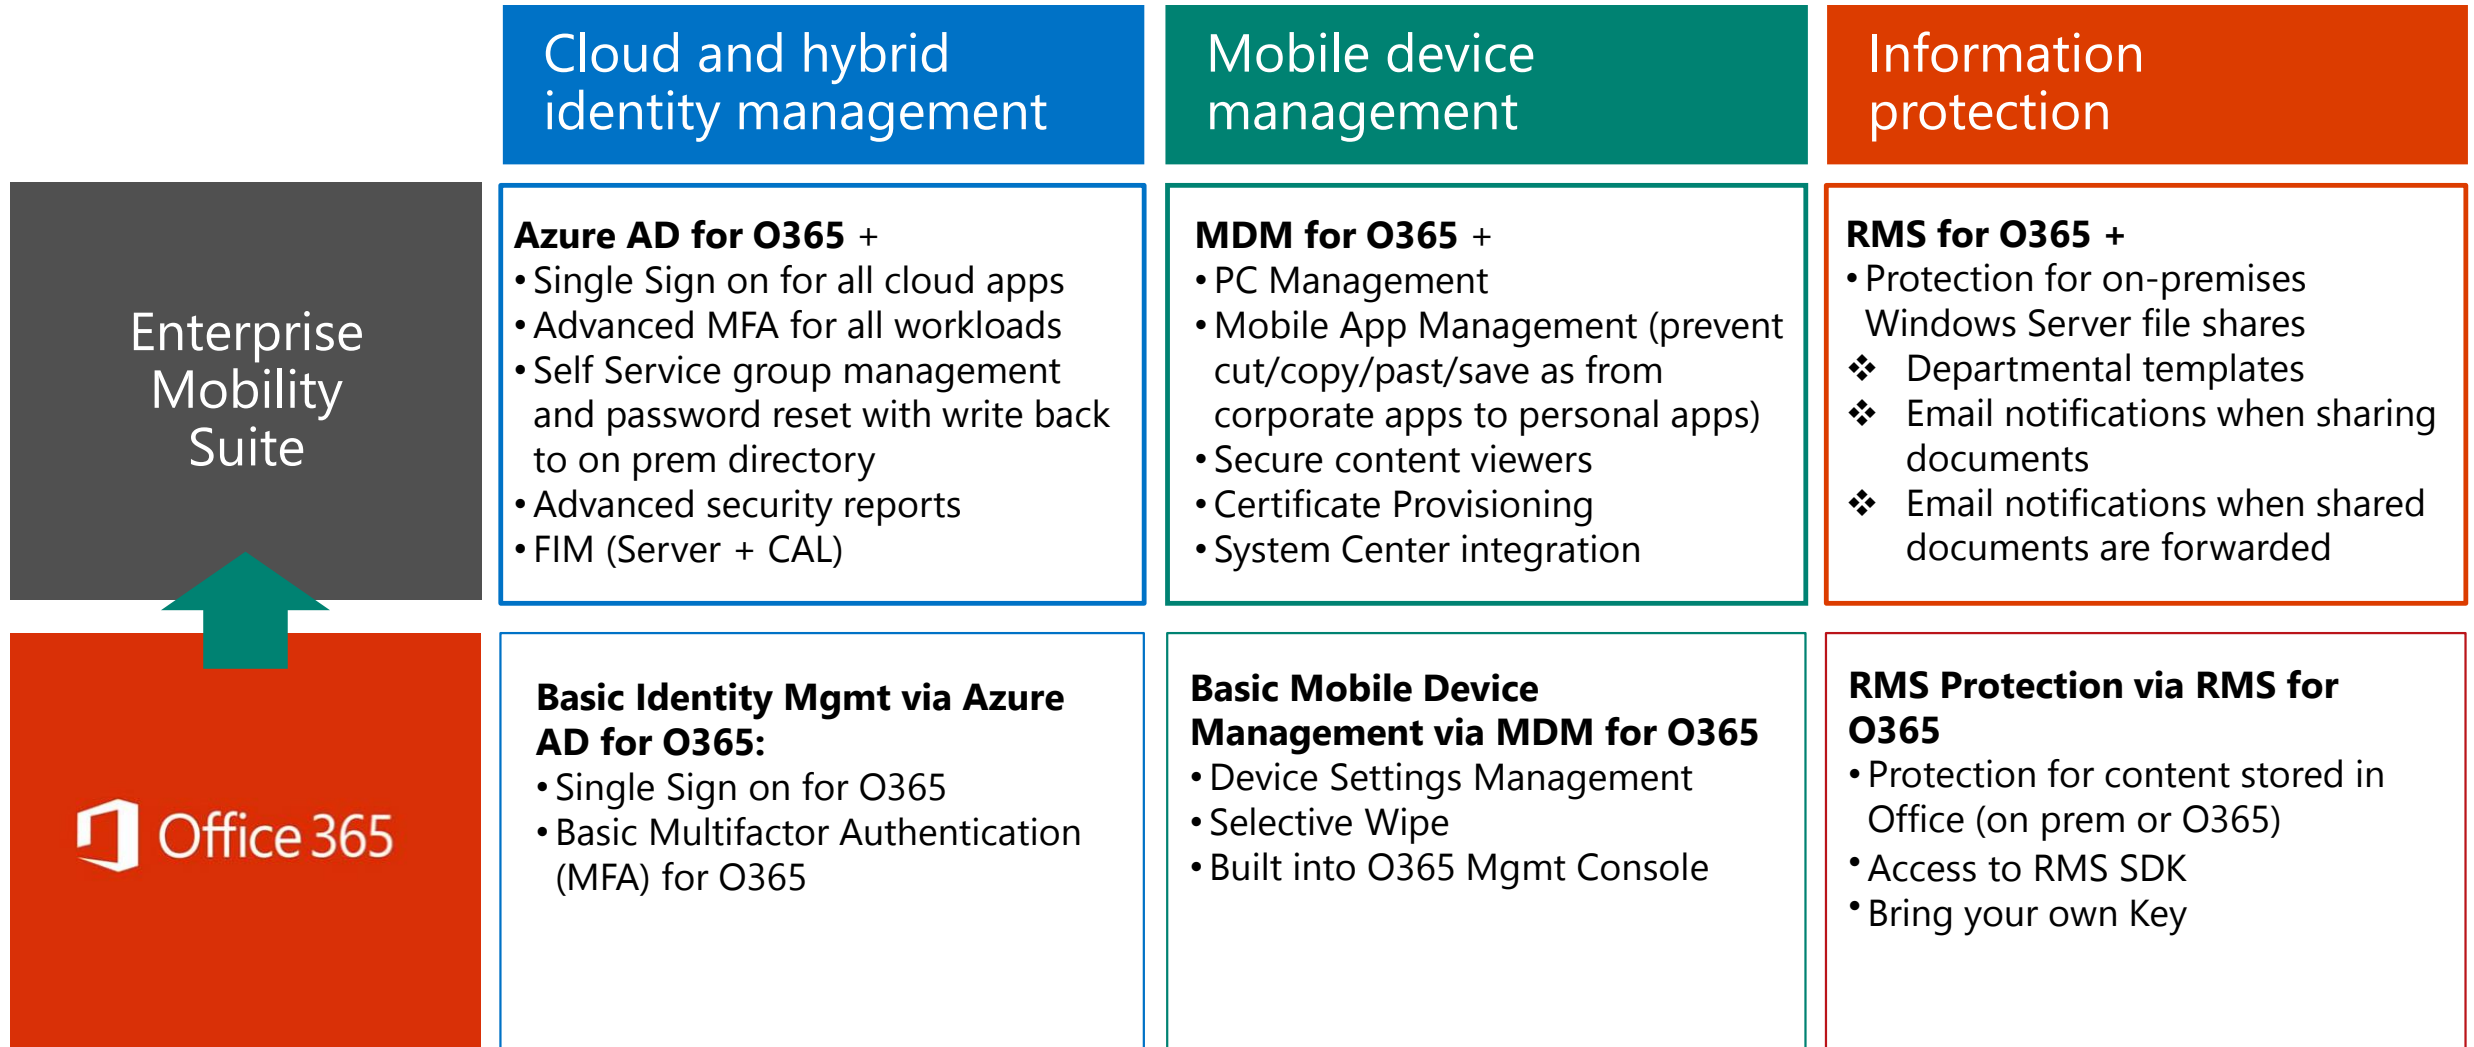 Cloud and hybrid
identity management
Mobile device
management
Information
protection
Enterprise
Mobility
Suite
Azure AD for O365 +
• Single Sign on for all cloud apps
• Advanced MFA for all workloads
• Self Service group management
and password reset with write back
to on prem directory
• Advanced security reports
• FIM (Server + CAL)
MDM for O365 +
• PC Management
• Mobile App Management (prevent
cut/copy/past/save as from
corporate apps to personal apps)
• Secure content viewers
• Certificate Provisioning
• System Center integration
RMS for O365 +
• Protection for on-premises
Windows Server file shares
❖ Departmental templates
❖ Email notifications when sharing
documents
❖ Email notifications when shared
documents are forwarded
Office 365
Basic Identity Mgmt via Azure
AD for O365:
• Single Sign on for O365
• Basic Multifactor Authentication
(MFA) for O365
Basic Mobile Device
Management via MDM for O365
• Device Settings Management
• Selective Wipe
• Built into O365 Mgmt Console
RMS Protection via RMS for
O365
• Protection for content stored in
Office (on prem or O365)
• Access to RMS SDK
• Bring your own Key